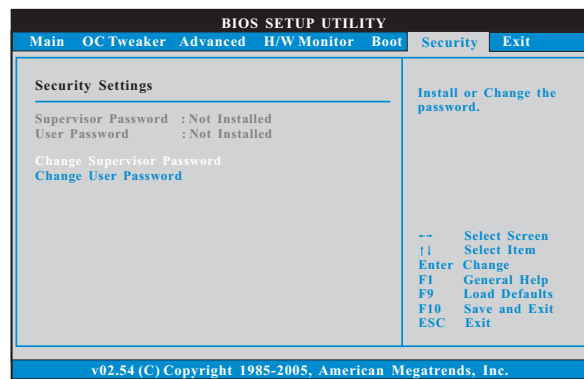 BIOS SETUP UTILITY
Main OC Tweaker Advanced H/W Monitor Boot Security Exit
Security Settings
Supervisor Password : Not Installed
User Password : Not Installed
Change Supervisor Password
Change User Password
Install or Change the
password.
←→ Select Screen
↑↓ Select Item
Enter Change
F1 General Help
F9 Load Defaults
F10 Save and Exit
ESC Exit
v02.54 (C) Copyright 1985-2005, American Megatrends, Inc.